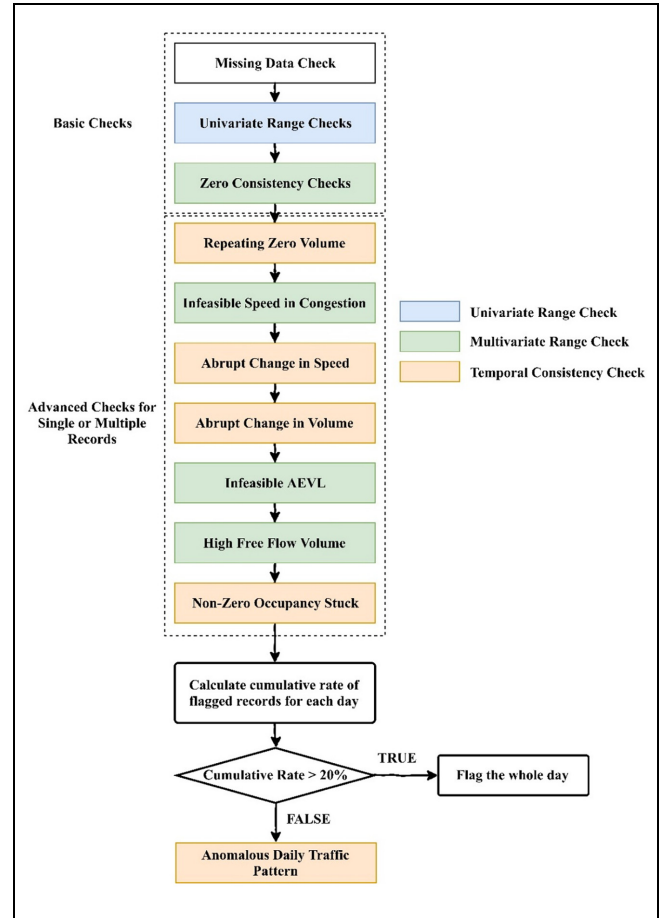 Missing Data Check
Basic Checks
Univariate Range Checks
Zero Consistency Checks
Repeating Zero Volume
Infeasible Speed in Congestion
Univariate Range Check
Multivariate Range Check
Temporal Consistency Check
Abrupt Change in Speed
Advanced Checks for
Single or Multiple
Records
Abrupt Change in Volume
Infeasible AEVL
High Free Flow Volume
Non-Zero Occupancy Stuck
Calculate cumulative rate of
flagged records for each day
Cumulative Rate > 20%
TRUE
Flag the whole day
FALSE
Anomalous Daily Traffic
Pattern